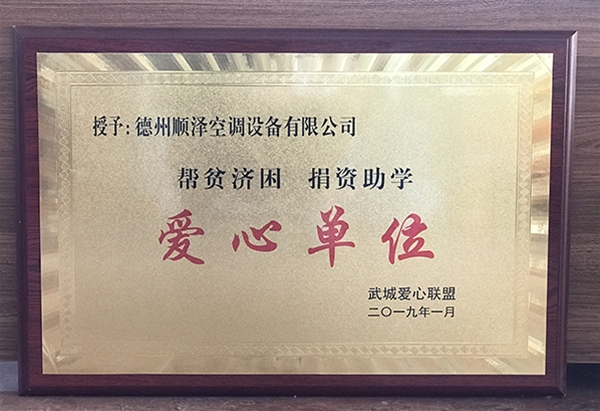 授予:德州顺泽空调设备有限公司
帮贫济困 捐资助学
爱心单位
武城爱心联盟
二〇一九年一月